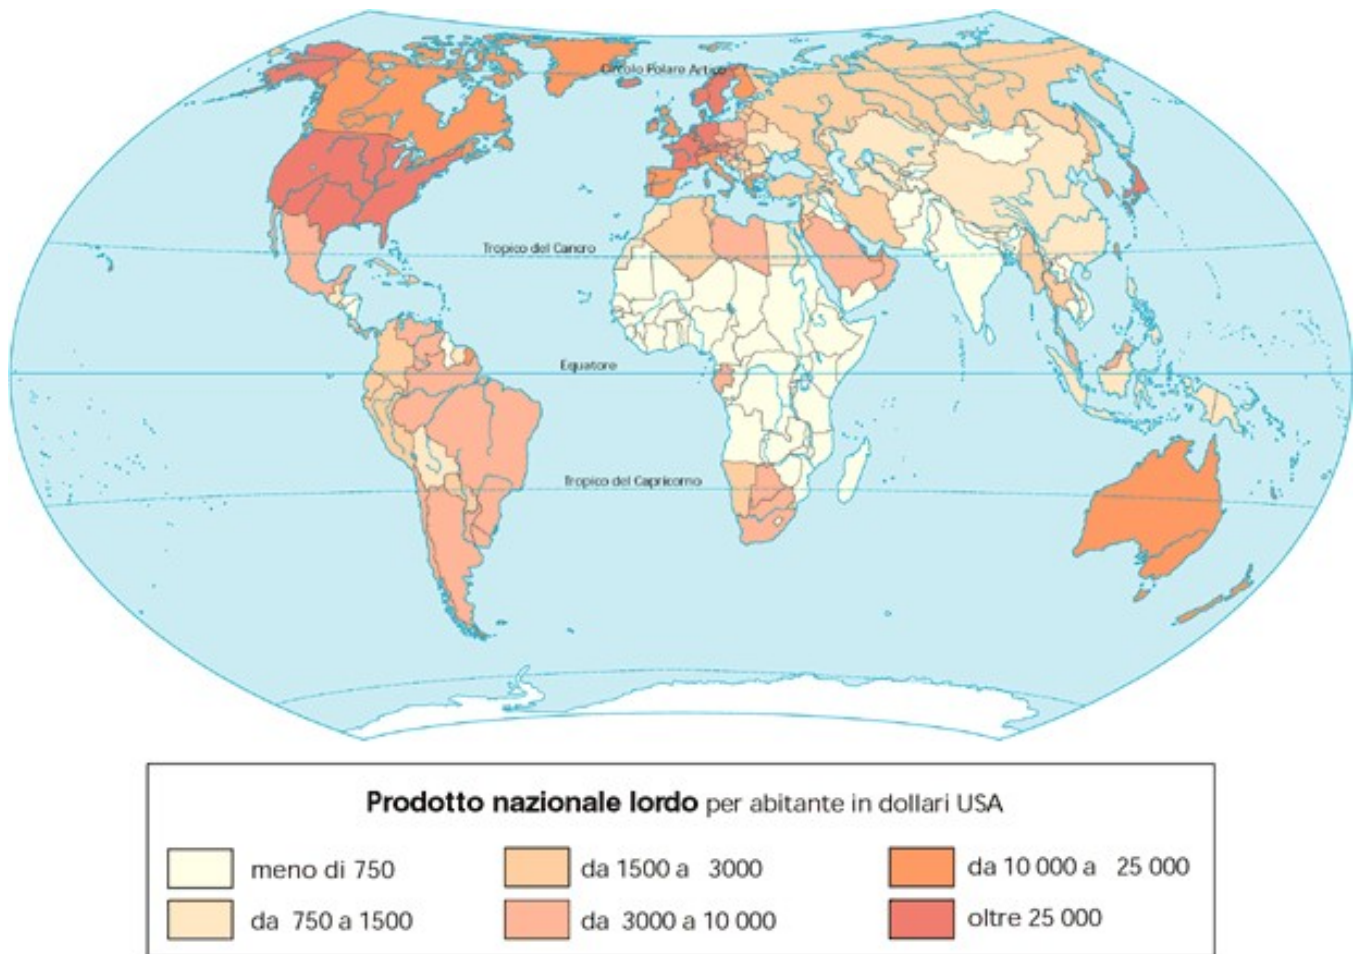 Circolo Polare Artico
Tropico del Cancro
Equatore
Tropico del Capricorno
Prodotto nazionale lordo per abitante in dollari USA
meno di 750
da 1500 a 3000
da 10 000 a 25 000
da 750 a 1500
da 3000 a 10 000
oltre 25 000